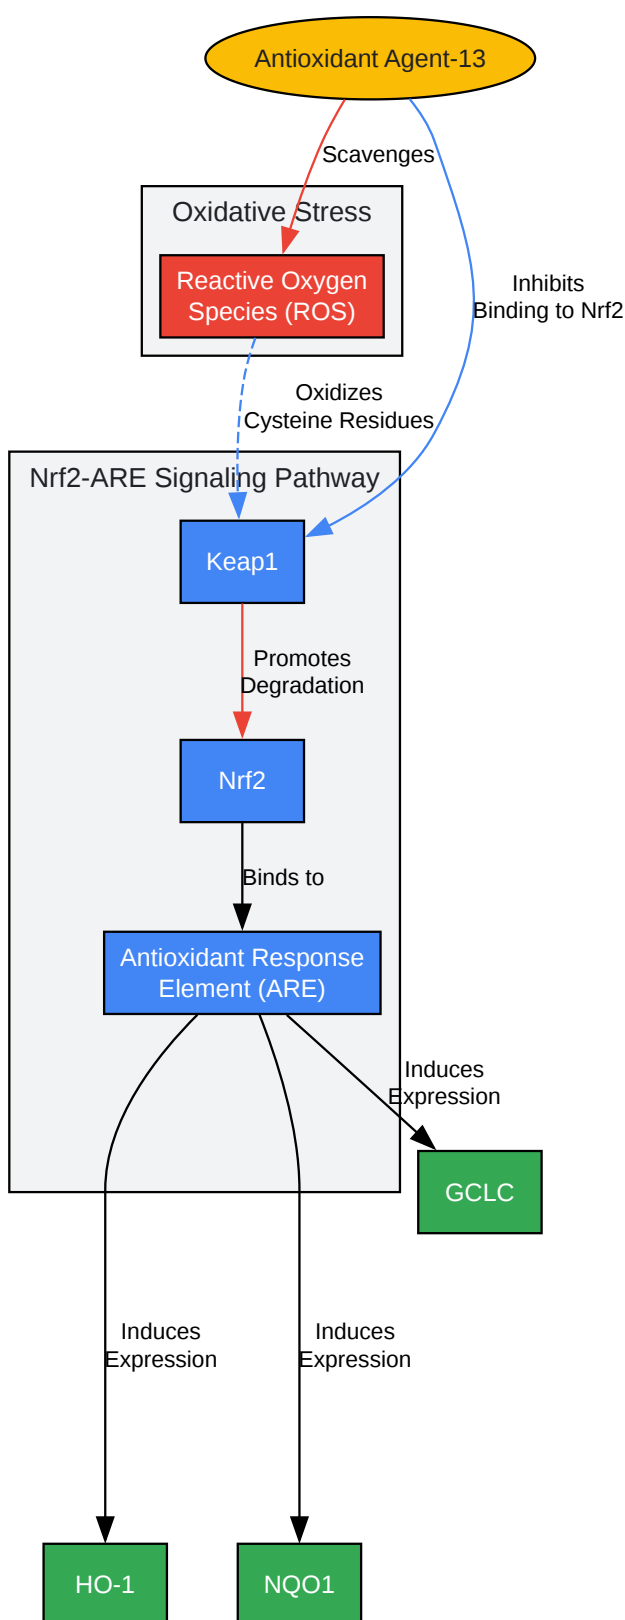 Antioxidant Agent-13
Scavenges
Oxidative Stress
Reactive Oxygen
Species (ROS)
Inhibits
Binding to Nrf2
Oxidizes
Cysteine Residues
Nrf2-ARE Signaling Pathway
Keap1
Promotes
Degradation
Nrf2
Binds to
Antioxidant Response
Element (ARE)
Induces
Expression
GCLC
Induces
Expression
Induces
Expression
HO-1
NQO1